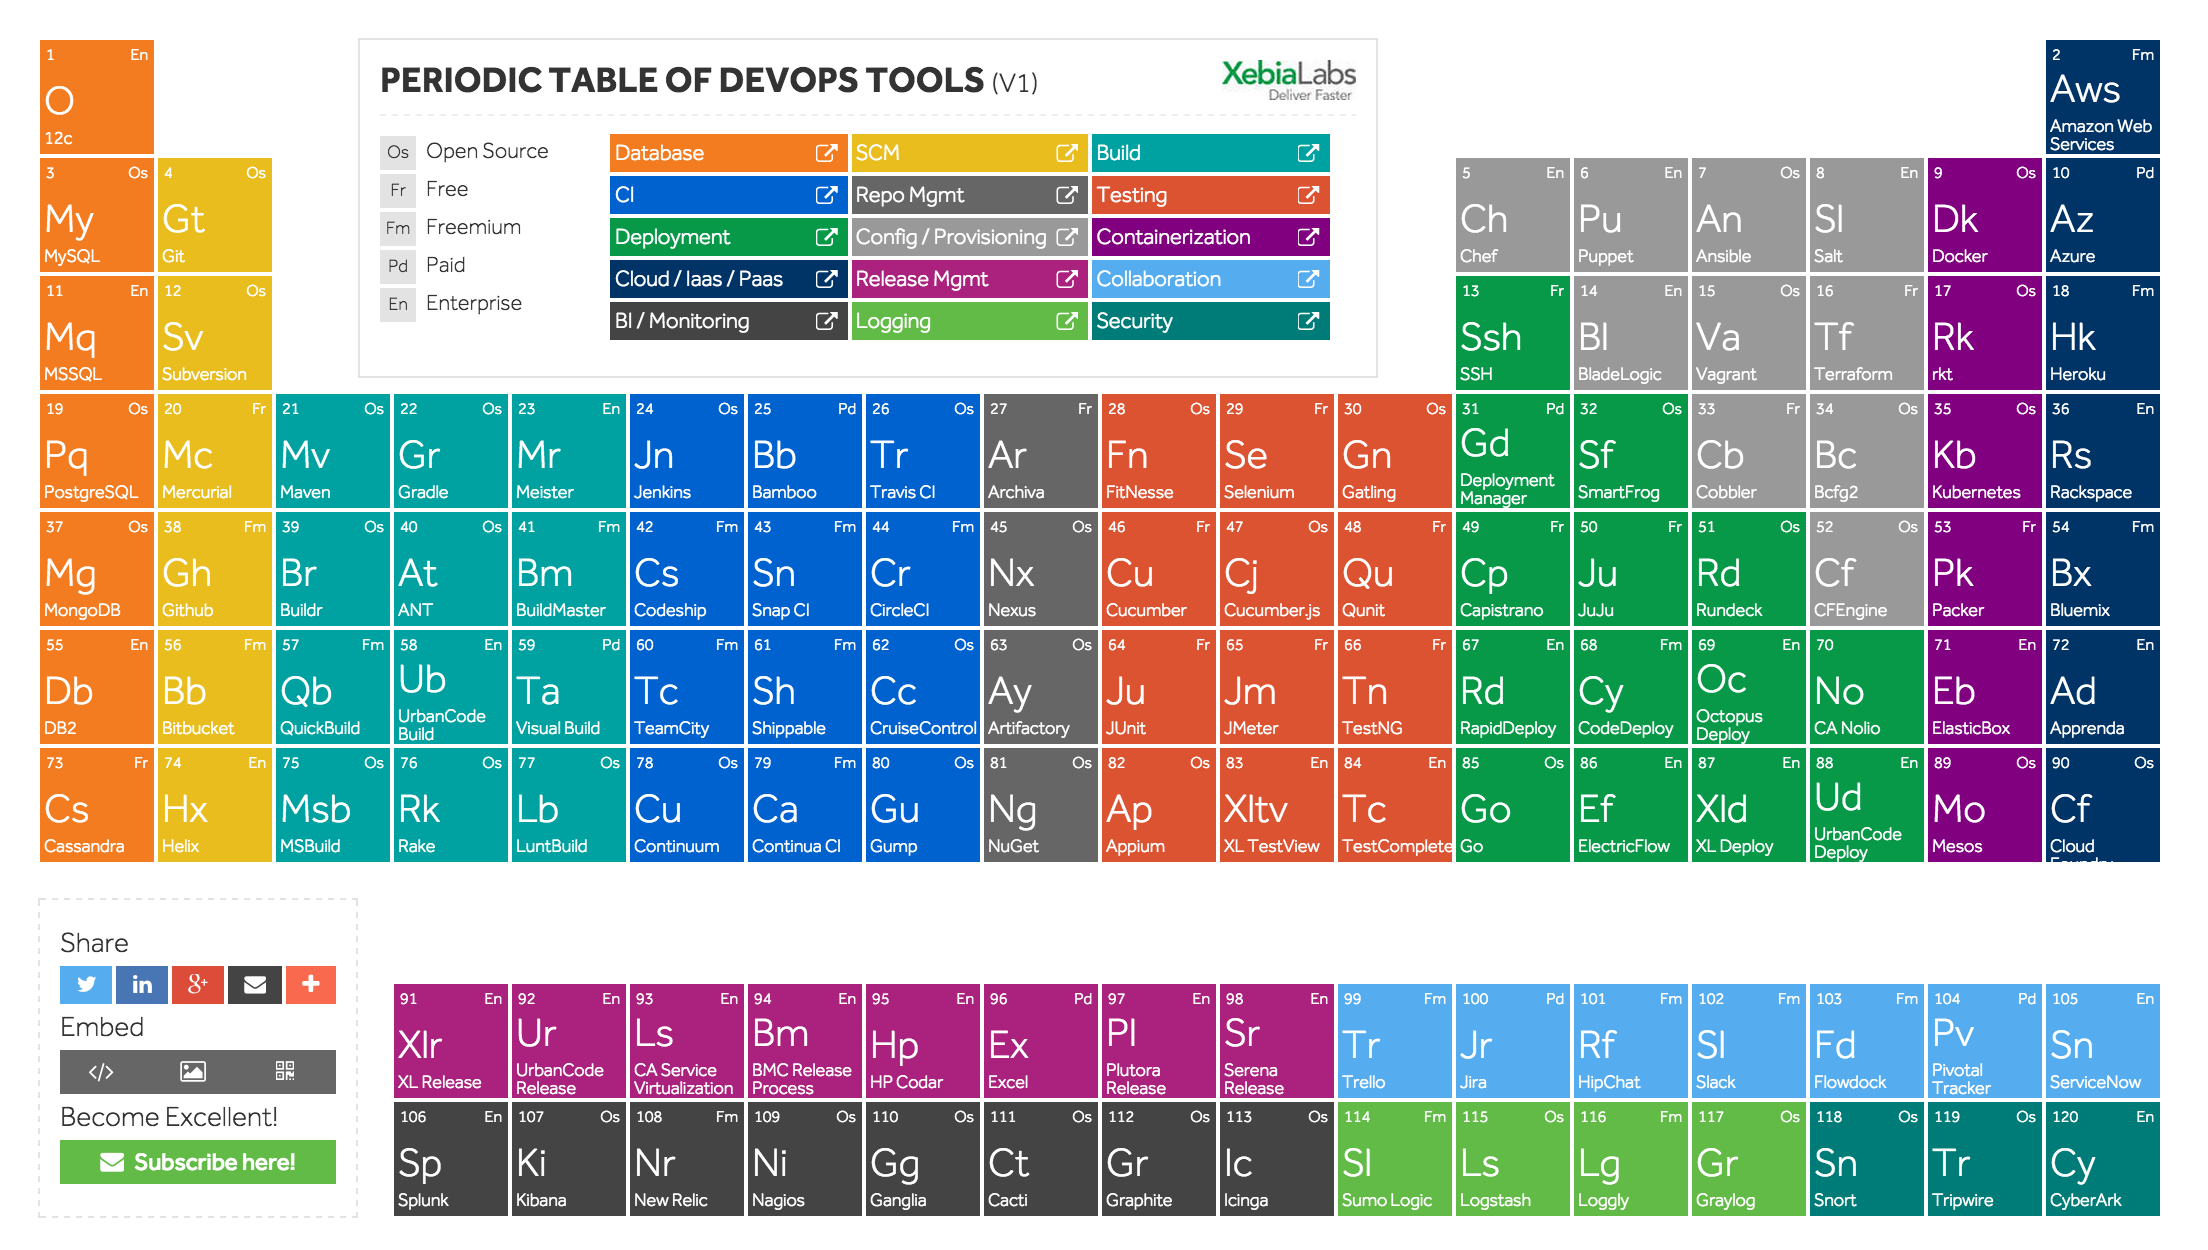 1 En
O
12c
PERIODIC TABLE OF DEVOPS TOOLS (V1)
XebiaLabs
Deliver Faster
Os Open Source
Fr Free
Fm Freemium
Pd Paid
En Enterprise
Database SCM Build
CI Repo Mgmt Testing
Deployment Config / Provisioning Containerization
Cloud / Iaas / Paas Release Mgmt Collaboration
BI / Monitoring Logging Security
2 Fm
Aws
Amazon Web
Services
3 Os 4 Os 5 En 6 En 7 Os 8 En 9 Os 10 Pd
My Gt Ch Pu An Sl Dk Az
MySQL Git Chef Puppet Ansible Salt Docker Azure
11 En 12 Os 13 Fr 14 En 15 Os 16 Fr 17 Os 18 Fm
Mq Sv Ssh Bl Va Tf Rk Hk
MSSQL Subversion SSH BladeLogic Vagrant Terraform rkt Heroku
19 Os 20 Fr 21 Os 22 Os 23 En 24 Os 25 Pd 26 Os 27 Fr 28 Os 29 Fr 30 Os 31 Pd 32 Os 33 Fr 34 Os 35 Os 36 En
Pq Mc Mv Gr Mr Jn Bb Tr Ar Fn Se Gn Gd Sf Cb Bc Kb Rs
PostgreSQL Mercurial Maven Gradle Meister Jenkins Bamboo Travis CI Archiva FitNesse Selenium Gatling Deployment Manager SmartFrog Cobbler Bcfg2 Kubernetes Rackspace
37 Os 38 Fm 39 Os 40 Os 41 Fm 42 Fm 43 Fm 44 Fm 45 Os 46 Fr 47 Os 48 Fr 49 Fr 50 Fr 51 Os 52 Os 53 Fr 54 Fm
Mg Gh Br At Bm Cs Sn Cr Nx Cu Cj Qu Cp Ju Rd Cf Pk Bx
MongoDB Github Buildr ANT BuildMaster Codeship Snap CI CircleCI Nexus Cucumber Cucumber.js Qunit Capistrano JuJu Rundeck CFEngine Packer Bluemix
55 En 56 Fm 57 Fm 58 En 59 Pd 60 Fm 61 Fm 62 Os 63 Os 64 Fr 65 Fr 66 Fr 67 En 68 Fm 69 En 70 71 En 72 En
Db Bb Qb Ub Ta Tc Sh Cc Ay Ju Jm Tn Rd Cy Oc No Eb Ad
DB2 Bitbucket QuickBuild UrbanCode Build Visual Build TeamCity Shippable CruiseControl Artifactory JUnit JMeter TestNG RapidDeploy CodeDeploy Octopus Deploy CA Nolio ElasticBox Apprenda
73 Fr 74 En 75 Os 76 Os 77 Os 78 Os 79 Fm 80 Os 81 Os 82 Os 83 En 84 En 85 Os 86 En 87 En 88 En 89 Os 90 Os
Cs Hx Msb Rk Lb Cu Ca Gu Ng Ap Xltv Tc Go Ef Xld Ud Mo Cf
Cassandra Helix MSBuild Rake LuntBuild Continuum Continua CI Gump NuGet Appium XL TestView TestComplete Go ElectricFlow XL Deploy UrbanCode Deploy Mesos Cloud
Share
in g+
Embed
</>
Become Excellent!
Subscribe here!
91 En 92 En 93 En 94 En 95 En 96 Pd 97 En 98 En 99 Fm 100 Pd 101 Fm 102 Fm 103 Fm 104 Pd 105 En
Xlr Ur Ls Bm Hp Ex Pl Sr Tr Jr Rf Sl Fd Pv Sn
XL Release UrbanCode Release CA Service Virtualization BMC Release Process HP Codar Excel Plutora Release Serena Release Trello Jira HipChat Slack Flowdock Pivotal Tracker ServiceNow
106 En 107 Os 108 Fm 109 Os 110 Os 111 Os 112 Os 113 Os 114 Fm 115 Os 116 Fm 117 Os 118 Os 119 Os 120 En
Sp Ki Nr Ni Gg Ct Gr Ic Sl Ls Lg Gr Sn Tr Cy
Splunk Kibana New Relic Nagios Ganglia Cacti Graphite Icinga Sumo Logic Logstash Loggly Graylog Snort Tripwire CyberArk